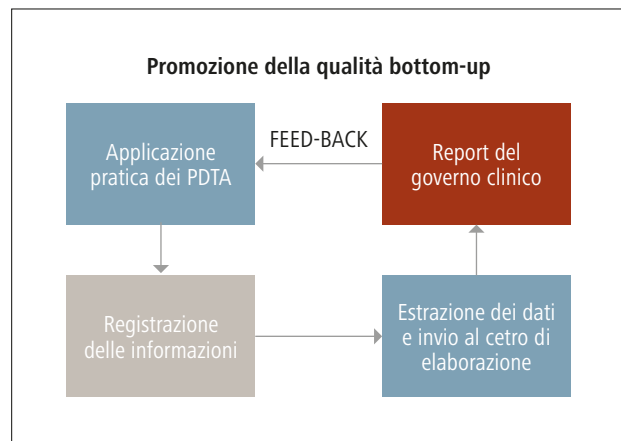 Promozione della qualità bottom-up
Applicazione
pratica dei PDTA
FEED-BACK
Report del
governo clinico
Registrazione
delle informazioni
Estrazione dei dati
e invio al cetro di
elaborazione